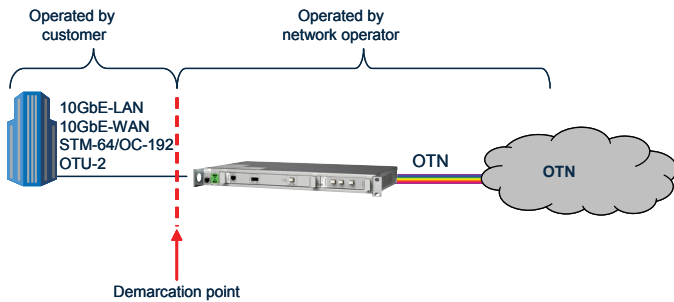 Operated by
customer
Operated by
network operator
10GbE-LAN
10GbE-WAN
STM-64/OC-192
OTU-2
OTN
OTN
Demarcation point